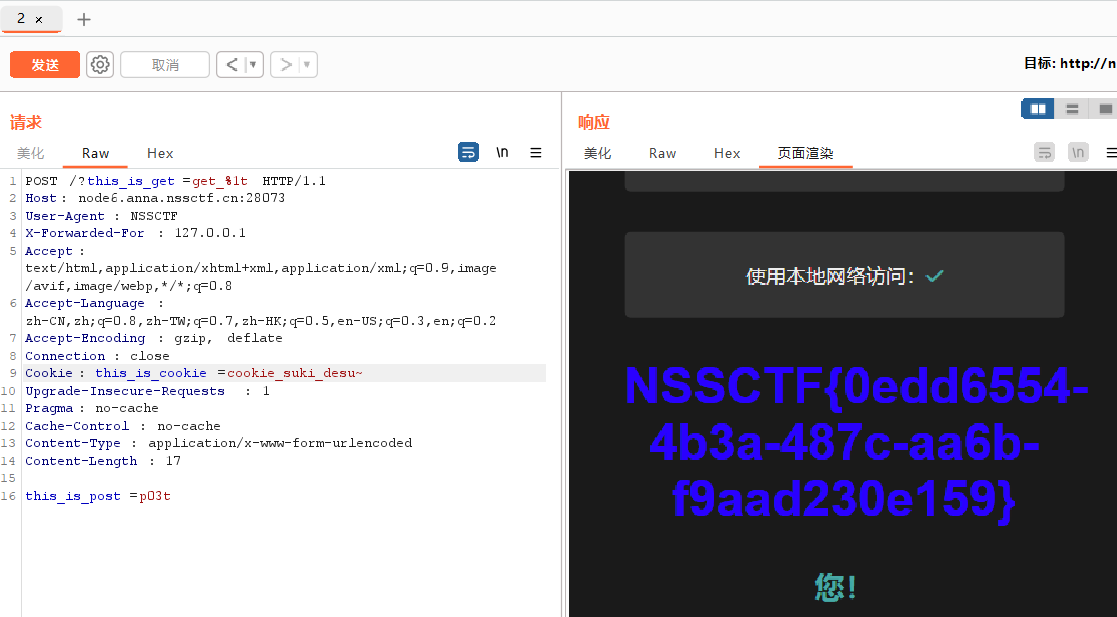 2 ×
发送
取消
目标: http://n
请求
美化
Raw
Hex
\n
1 POST /?this_is_get=get_%1t HTTP/1.1
2 Host: node6.anna.nssctf.cn:28073
3 User-Agent: NSSCTF
4 X-Forwarded-For: 127.0.0.1
5 Accept:
text/html,application/xhtml+xml,application/xml;q=0.9,image
/avif,image/webp,*/*;q=0.8
6 Accept-Language:
zh-CN,zh;q=0.8,zh-TW;q=0.7,zh-HK;q=0.5,en-US;q=0.3,en;q=0.2
7 Accept-Encoding: gzip, deflate
8 Connection: close
9 Cookie: this_is_cookie=cookie_suki_desu~
10 Upgrade-Insecure-Requests: 1
11 Pragma: no-cache
12 Cache-Control: no-cache
13 Content-Type: application/x-www-form-urlencoded
14 Content-Length: 17
15
16 this_is_post=p03t
响应
美化
Raw
Hex
页面渲染
\n
使用本地网络访问：✓
NSSCTF{0edd6554-
4b3a-487c-aa6b-
f9aad230e159}
您!